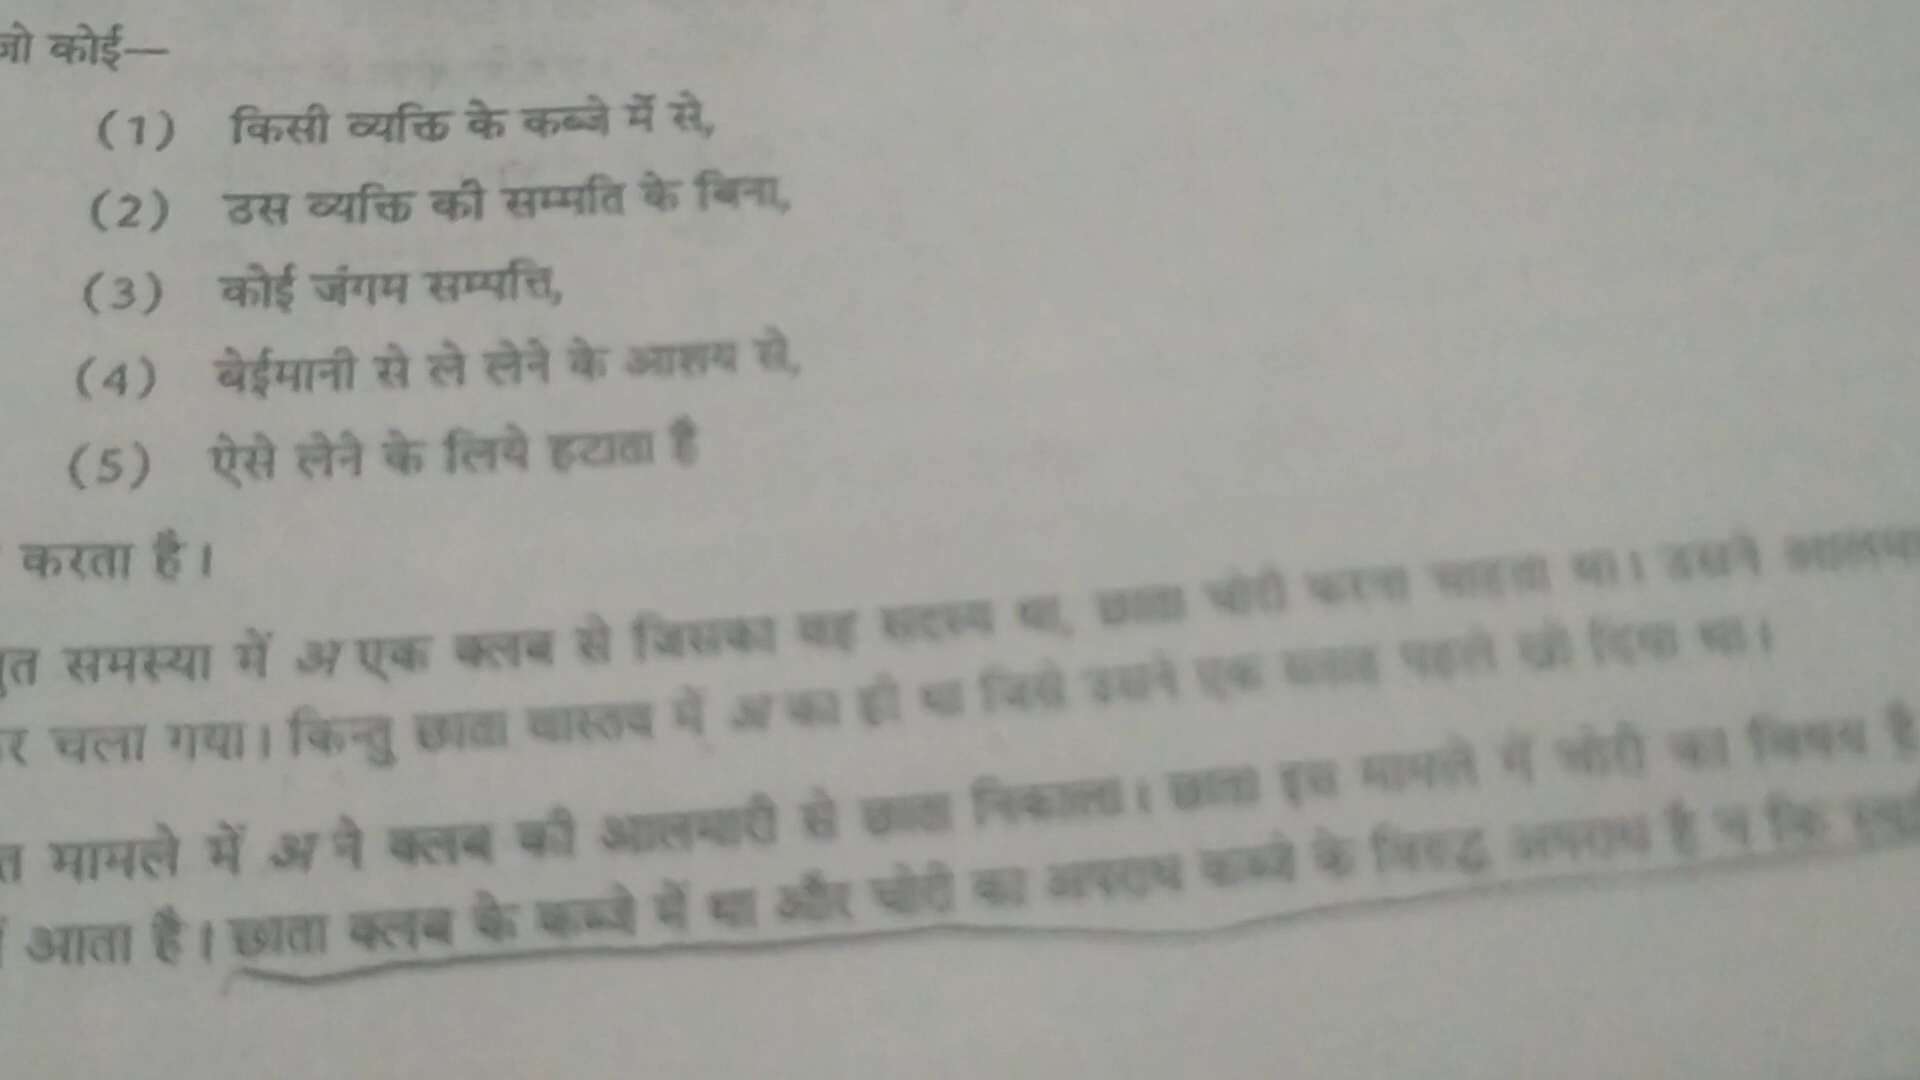 जो कोई—
(1) किसी व्यक्ति के कब्जे में से,
(2) उस व्यक्ति की सम्मति के बिना,
(3) कोई जंगम सम्पत्ति,
(4) बेईमानी से ले लेने के आशय से,
(5) ऐसे लेने के लिये हटाता है
करता है।
समस्या में अ एक क्लब से जिसका वह सदस्य था, छाता चोरी करना चाहता था। उसने
चला गया। किन्तु छाता वास्तव में अ का ही था जिसे उसने एक सप्ताह पहले खो दिया था।
मामले में अ ने क्लब की आलमारी से छाता निकाला। छाता इस मामले में चोरी का विषय है
आता है। छाता क्लब के कब्जे में था और चोरी का अपराध कब्जे के विरुद्ध अपराध है न कि